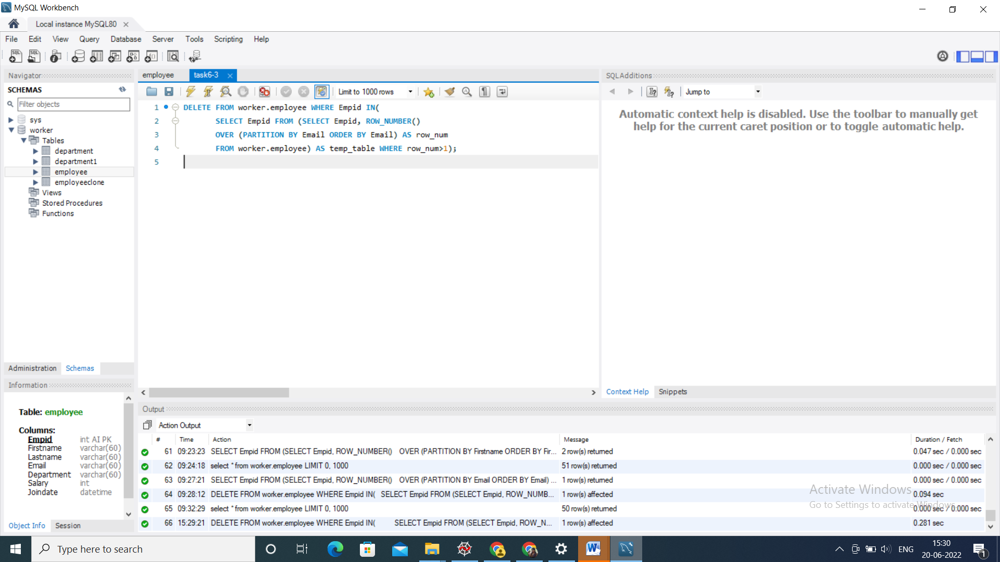 MySQL Workbench
Local instance MySQL80
File Edit View Query Database Server Tools Scripting Help
Navigator
SCHEMAS
Filter objects
sys
worker
Tables
department
department1
employee
employeeclone
Views
Stored Procedures
Functions
Administration Schemas
Information
Table: employee
Columns:
Empid int AI PK
Firstname varchar(60)
Lastname varchar(60)
Email varchar(60)
Department varchar(60)
Salary int
Joindate datetime
Object Info Session
employee task6-3
Limit to 1000 rows
1 DELETE FROM worker.employee WHERE Empid IN(
2 SELECT Empid FROM (SELECT Empid, ROW_NUMBER()
3 OVER (PARTITION BY Email ORDER BY Email) AS row_num
4 FROM worker.employee) AS temp_table WHERE row_num>1);
5
SQLAdditions
Jump to
Automatic context help is disabled. Use the toolbar to manually get
help for the current caret position or to toggle automatic help.
Context Help Snippets
Output
Action Output
# Time Action Message Duration / Fetch
61 09:23:23 SELECT Empid FROM (SELECT Empid, ROW_NUMBER() OVER (PARTITION BY Firstname ORDER BY Fir... 2 row(s) returned 0.047 sec / 0.000 sec
62 09:24:18 select * from worker.employee LIMIT 0, 1000 51 row(s) returned 0.000 sec / 0.000 sec
63 09:27:21 SELECT Empid FROM (SELECT Empid, ROW_NUMBER() OVER (PARTITION BY Email ORDER BY Email) ... 1 row(s) returned 0.000 sec / 0.000 sec
64 09:28:12 DELETE FROM worker.employee WHERE Empid IN( SELECT Empid FROM (SELECT Empid, ROW_NUMB... 1 row(s) affected 0.094 sec
65 09:32:29 select * from worker.employee LIMIT 0, 1000 50 row(s) returned 0.000 sec / 0.000 sec
66 15:29:21 DELETE FROM worker.employee WHERE Empid IN( SELECT Empid FROM (SELECT Empid, ROW_N... 1 row(s) affected 0.281 sec
Activate Windows
Go to Settings to activate Windows.
Type here to search
ENG
15:30
20-06-2022
1